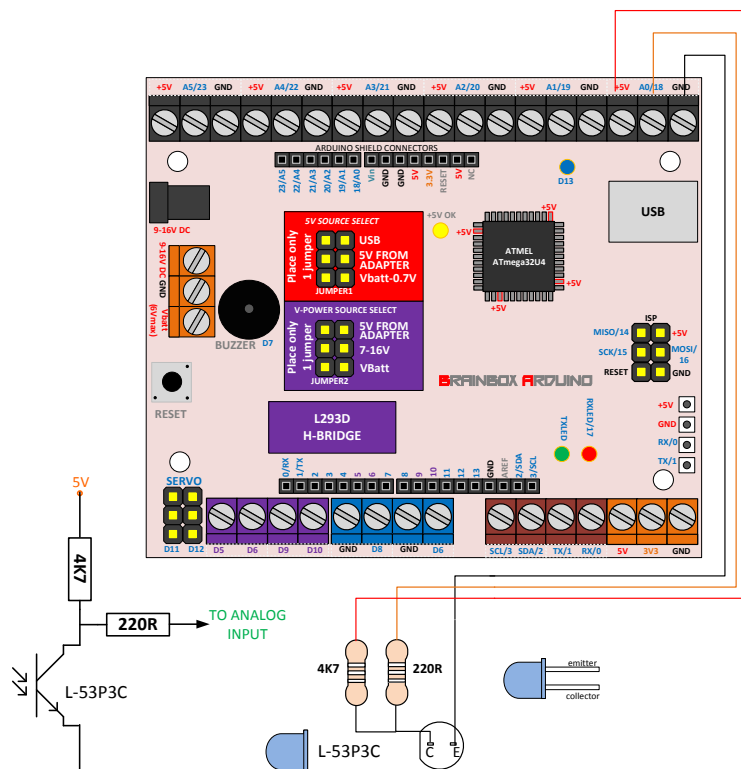 +5V A5/23 GND +5V A4/22 GND +5V A3/21 GND +5V A2/20 GND +5V A1/19 GND +5V A0/18 GND
ARDUINO SHIELD CONNECTORS
23/A5 22/A4 21/A3 20/A2 19/A1 18/A0 Vin GND GND 5V 3.3V RESET 5V NC
D13
9-16V DC
+5V OK
USB
5V SOURCE SELECT
Place only
1 jumper
USB
5V FROM
ADAPTER
Vbatt-0.7V
JUMPER1
+5V
+5V
+5V
+5V
ATMEL
ATmega32U4
9-16V DC
GND
Vbatt
(6Vmax)
BUZZER D7
V-POWER SOURCE SELECT
Place only
1 jumper
5V FROM
ADAPTER
7-16V
VBatt
JUMPER2
ISP
MISO/14 +5V
SCK/15 MOSI/
16
RESET GND
BRAINBOX ARDUINO
RESET
L293D
H-BRIDGE
TXLED
RXLED/17
+5V
GND
RX/0
TX/1
0/RX 1/TX 2 3 4 5 6 7 8 9 10 11 12 13 GND AREF 2/SDA 3/SCL
SERVO
D11 D12
D5 D6 D9 D10 GND D8 GND D6 SCL/3 SDA/2 TX/1 RX/0 5V 3V3 GND
5V
4K7
220R
TO ANALOG
INPUT
L-53P3C
4K7
220R
emitter
collector
L-53P3C
C E